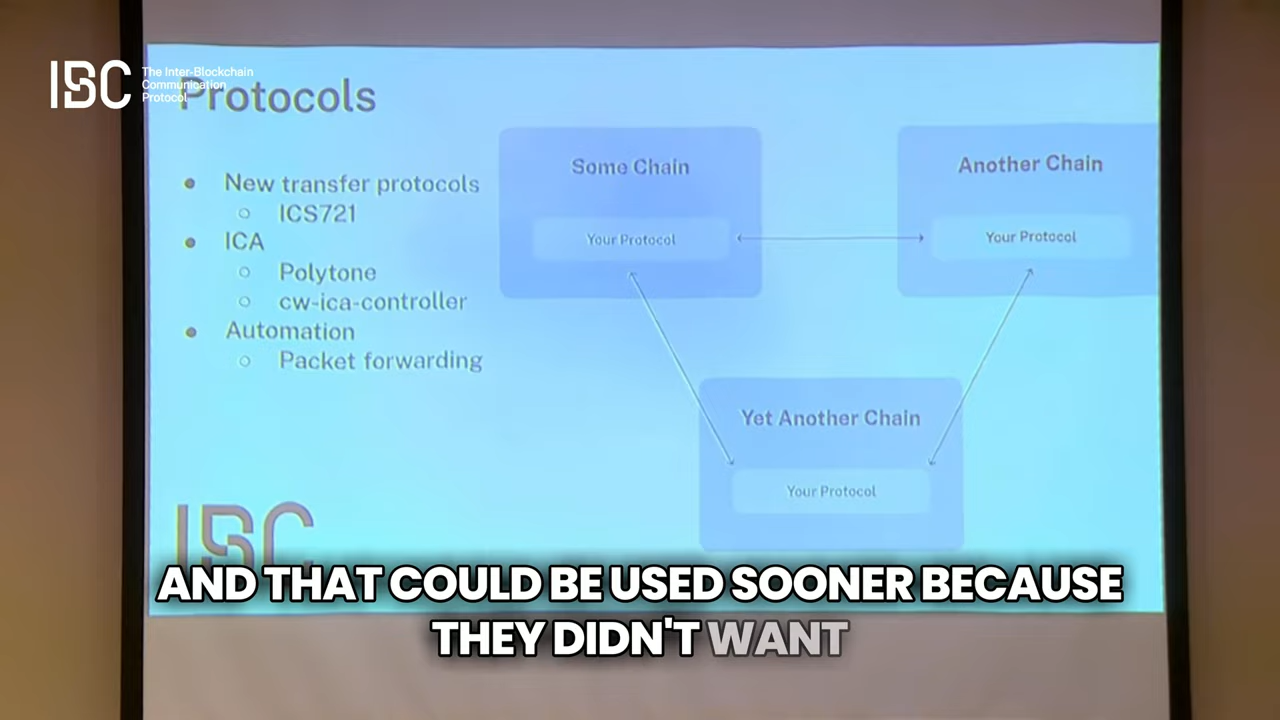 IBC
The Inter-Blockchain
Communication
Protocol
Protocols
New transfer protocols
ICS721
ICA
Polytone
cw-ica-controller
Automation
Packet forwarding
Some Chain
Your Protocol
Another Chain
Your Protocol
Yet Another Chain
Your Protocol
IBC
AND THAT COULD BE USED SOONER BECAUSE
THEY DIDN'T WANT